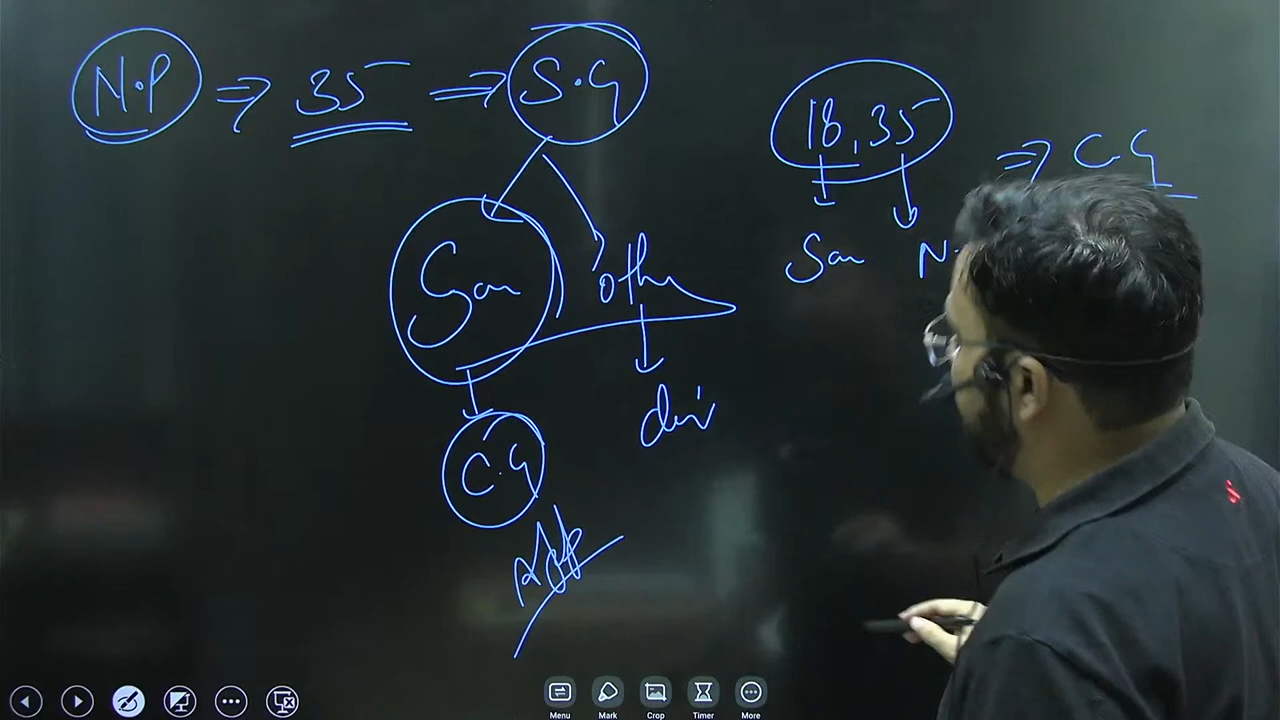 N.P ⇒ 35 ⇒ S.G
18, 35 ⇒ C.G
San other
San N.
div
C.G
Menu Mark Crop Timer More